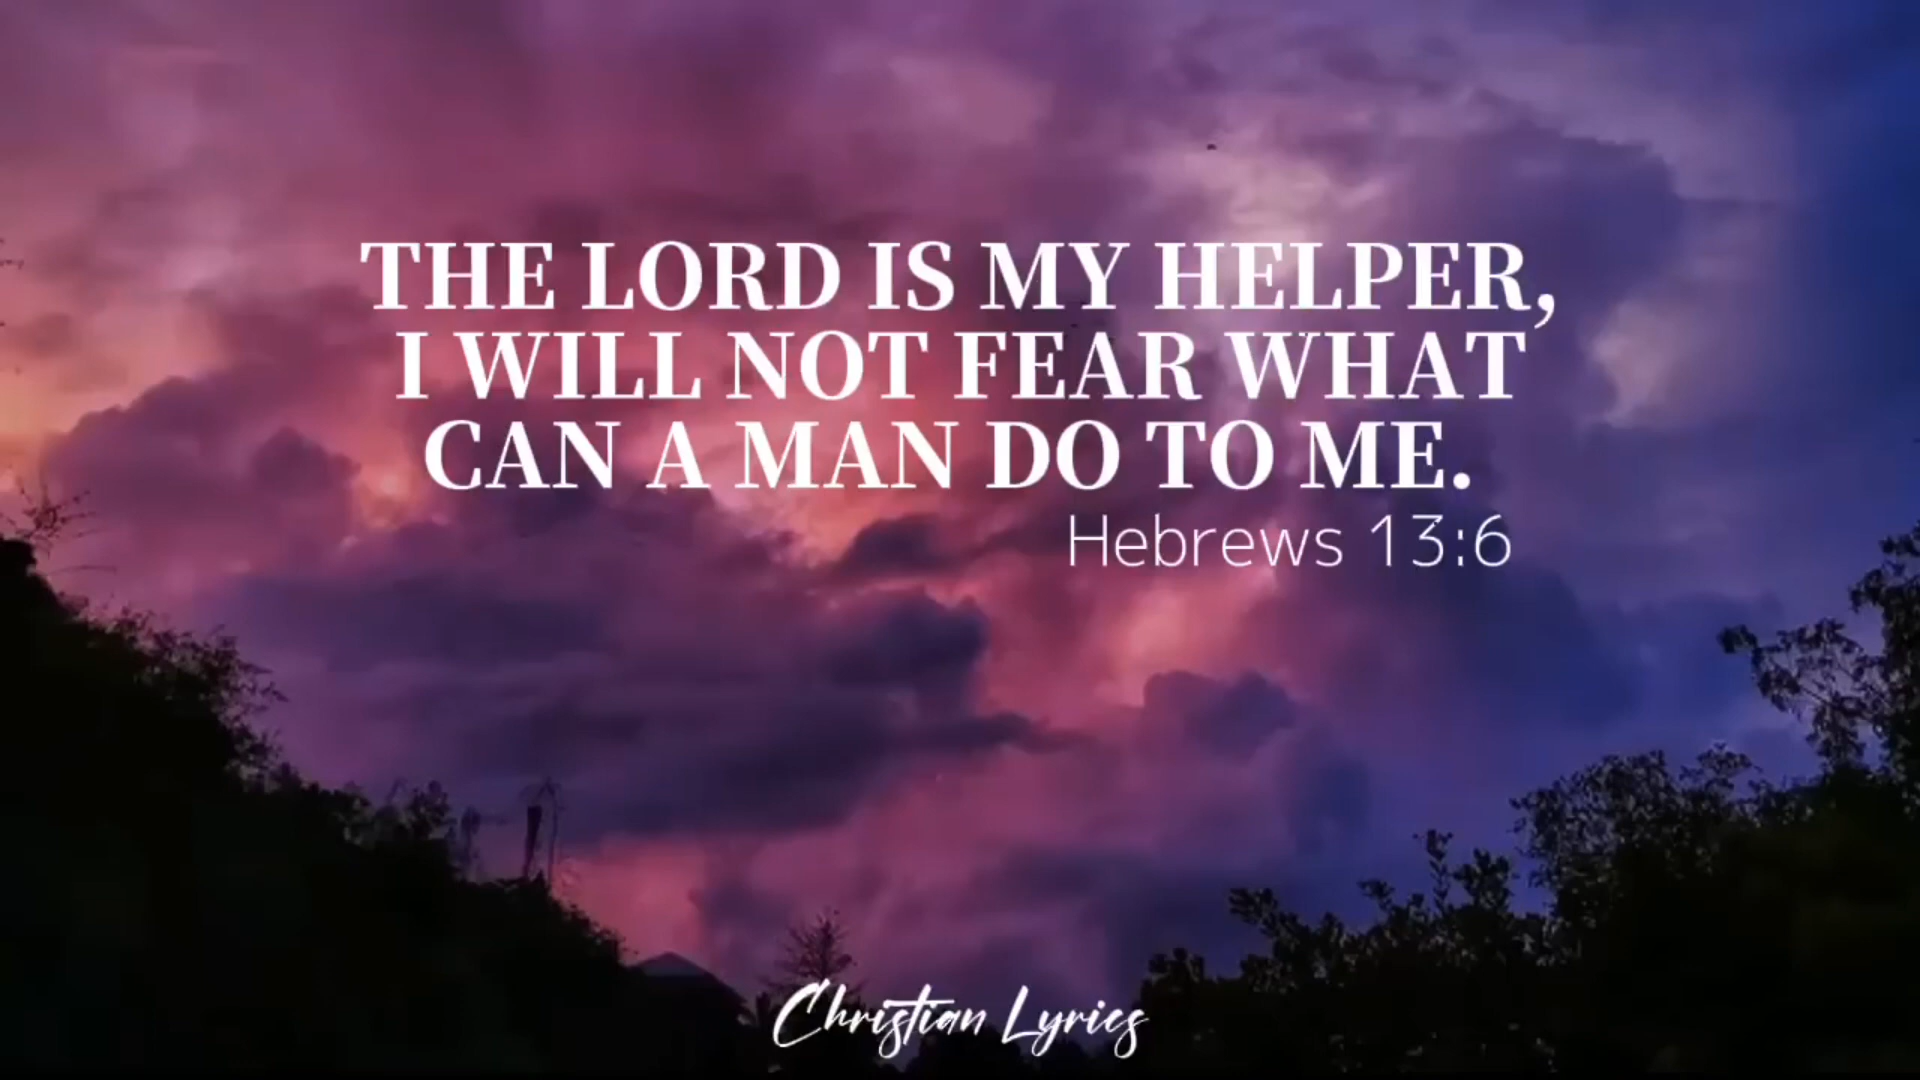 THE LORD IS MY HELPER,
I WILL NOT FEAR WHAT
CAN A MAN DO TO ME.
Hebrews 13:6
Christian Lyrics